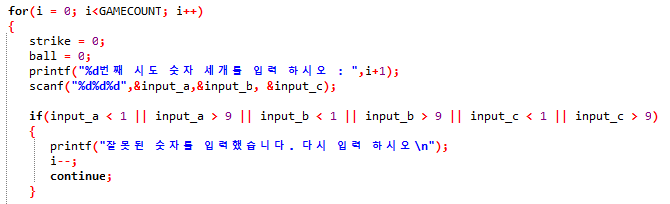 for(i = 0; i<GAMECOUNT; i++)
{
strike = 0;
ball = 0;
printf("%d번째 시도 숫자 세개를 입력 하시오 : ",i+1);
scanf("%d%d%d",&input_a,&input_b, &input_c);
if(input_a < 1 || input_a > 9 || input_b < 1 || input_b > 9 || input_c < 1 || input_c > 9)
{
printf("잘못된 숫자를 입력했습니다. 다시 입력 하시오\n");
i--;
continue;
}